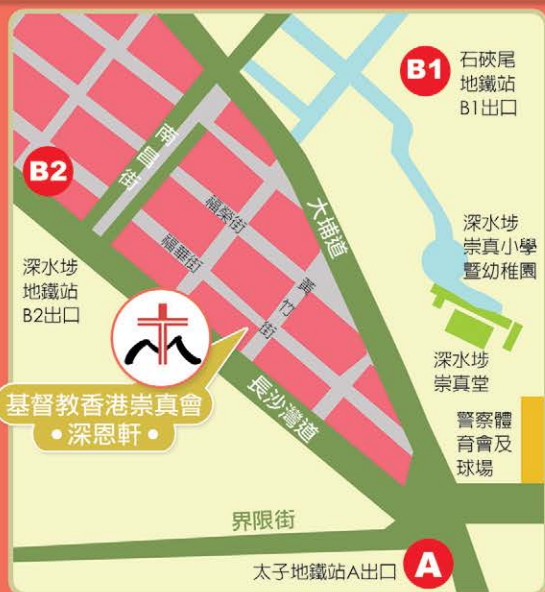 B1
石硤尾
地鐵站
B1出口
南昌街
B2
大埔道
福榮街
福華街
深水埗
地鐵站
B2出口
黃竹街
深水埗
崇真小學
暨幼稚園
深水埗
崇真堂
基督教香港崇真會
•深恩軒•
長沙灣道
警察體
育會及
球場
界限街
太子地鐵站A出口
A